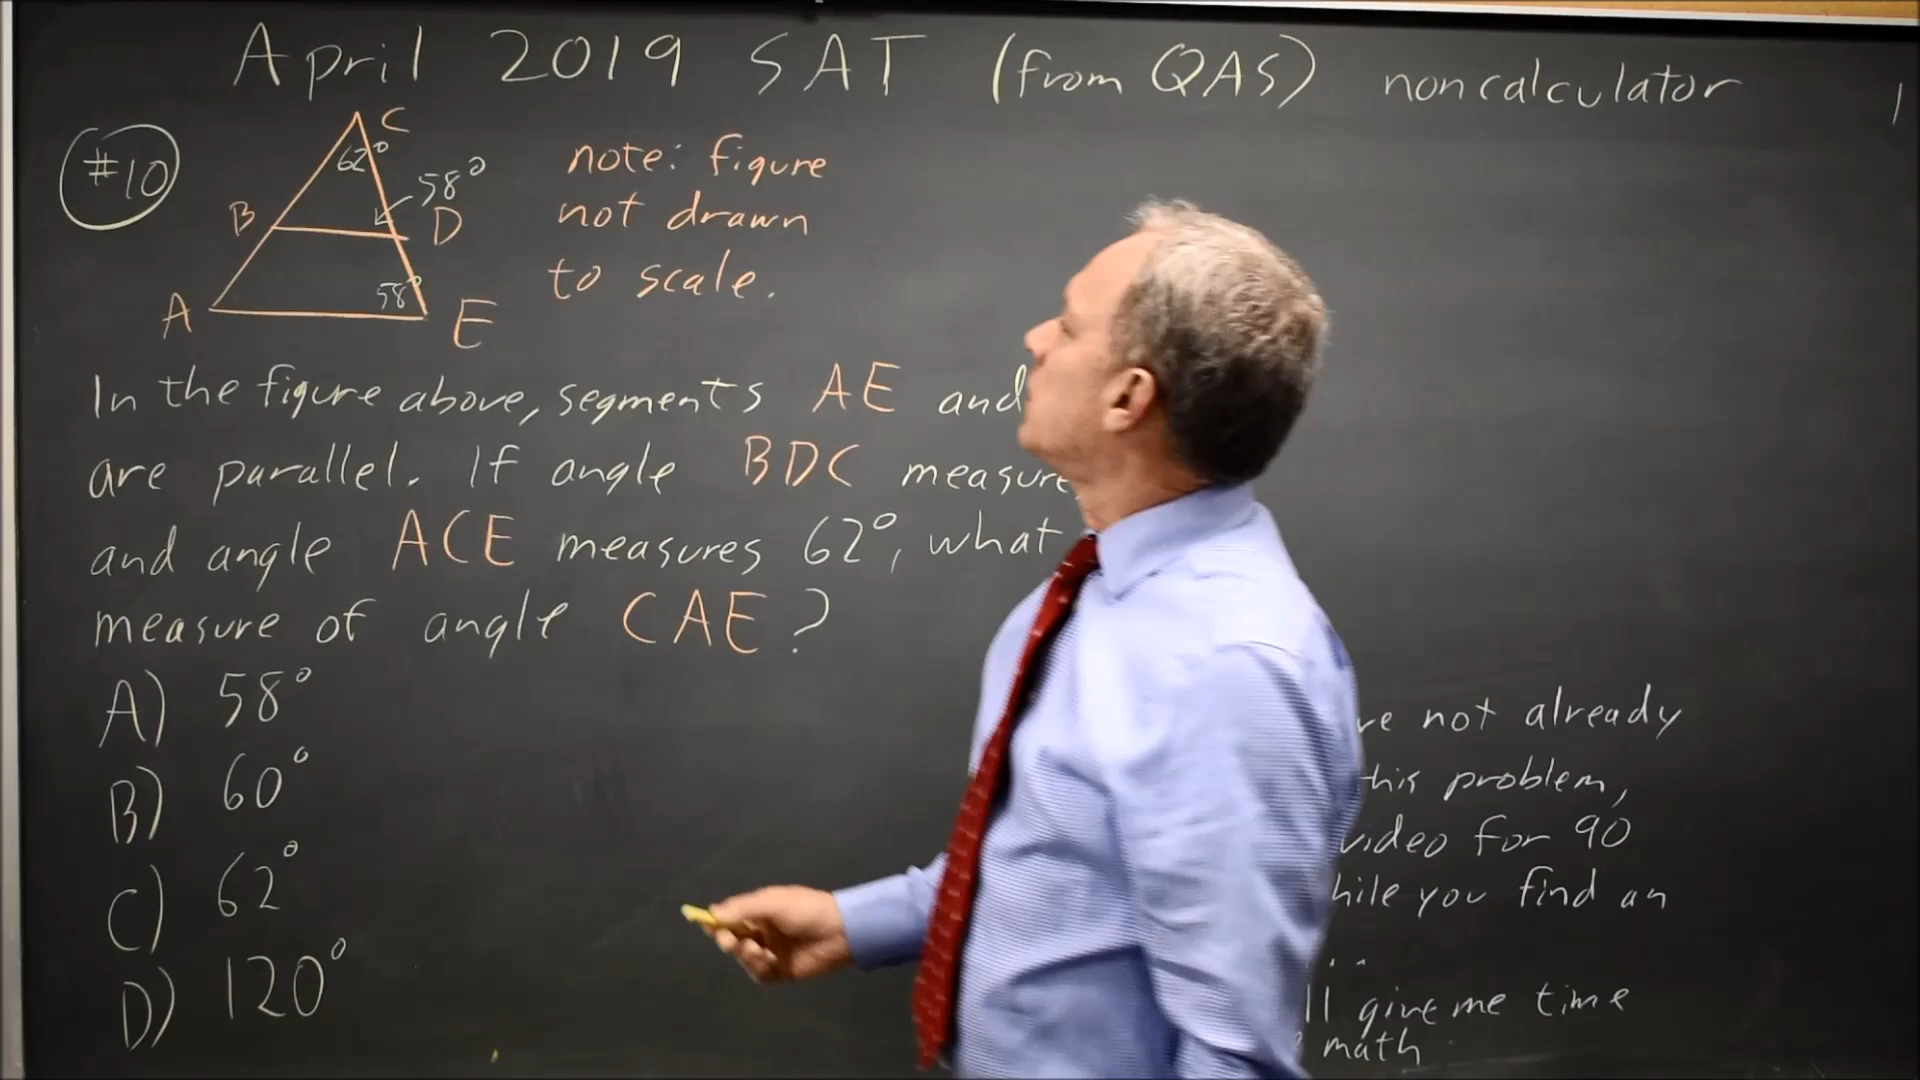 April 2019 SAT (from QAS) noncalculator 1
#10
C
62°
58°
B
D
58°
A
E
note: figure
not drawn
to scale.
In the figure above, segments AE and
are parallel. If angle BDC measure
and angle ACE measures 62°, what
measure of angle CAE?
A) 58°
B) 60°
C) 62°
D) 120°
not already
this problem,
video for 90
you find an
give me time
math